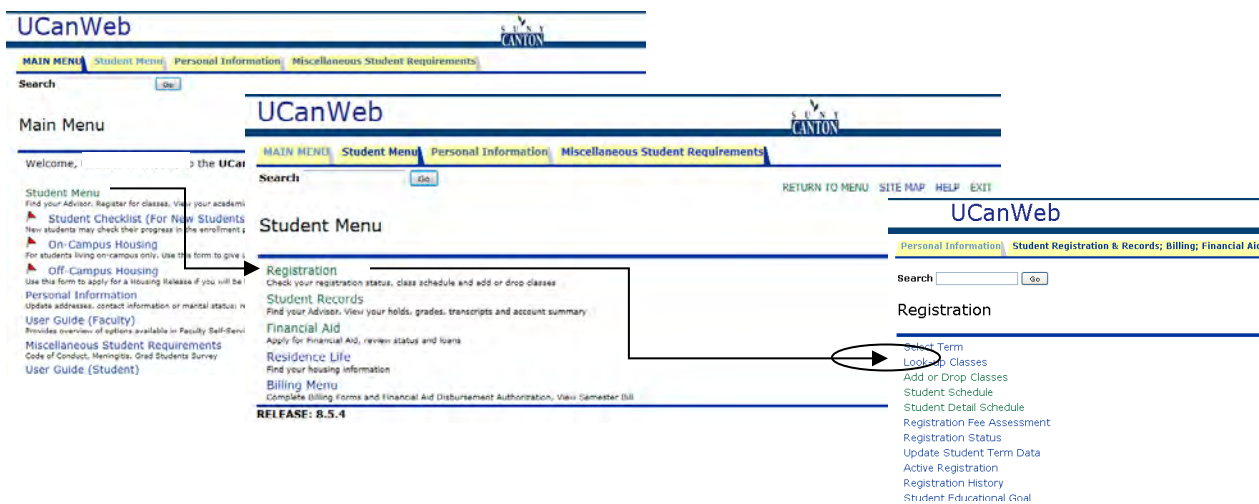 UCanWeb
SUNY
CANTON
MAIN MENU Student Menu Personal Information Miscellaneous Student Requirements
Search Go
Main Menu
Welcome, the UCan
Student Menu
Find your Advisor. Register for classes. View your academi
Student Checklist (For New Students
New students may check their progress in the enrollment
On-Campus Housing
For students living on-campus only. Use this form to give
Off-Campus Housing
Use this form to apply for a Housing Release if you will be
Personal Information
Update addresses, contact information or marital status;
User Guide (Faculty)
Provides overview of options available in Faculty Self-Servi
Miscellaneous Student Requirements
Code of Conduct, Meningitis, Grad Students Survey
User Guide (Student)
UCanWeb
SUNY
CANTON
MAIN MENU Student Menu Personal Information Miscellaneous Student Requirements
Search Go
RETURN TO MENU SITE MAP HELP EXIT
Student Menu
Registration
Check your registration status, class schedule and add or drop classes
Student Records
Find your Advisor. View your holds, grades, transcripts and account summary
Financial Aid
Apply for Financial Aid, review status and loans
Residence Life
Find your housing information
Billing Menu
Complete Billing Forms and Financial Aid Disbursement Authorization, View Semester Bill
RELEASE: 8.5.4
UCanWeb
Personal Information Student Registration & Records; Billing; Financial Aid
Search Go
Registration
Select Term
Look-up Classes
Add or Drop Classes
Student Schedule
Student Detail Schedule
Registration Fee Assessment
Registration Status
Update Student Term Data
Active Registration
Registration History
Student Educational Goal